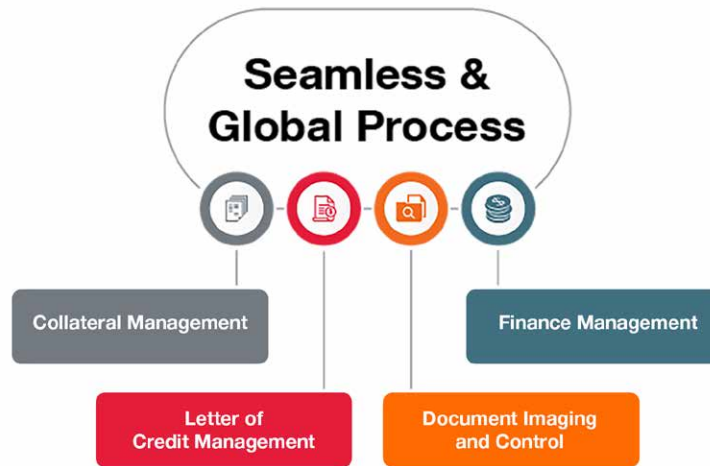 Seamless &
Global Process
Collateral Management
Finance Management
Letter of
Credit Management
Document Imaging
and Control